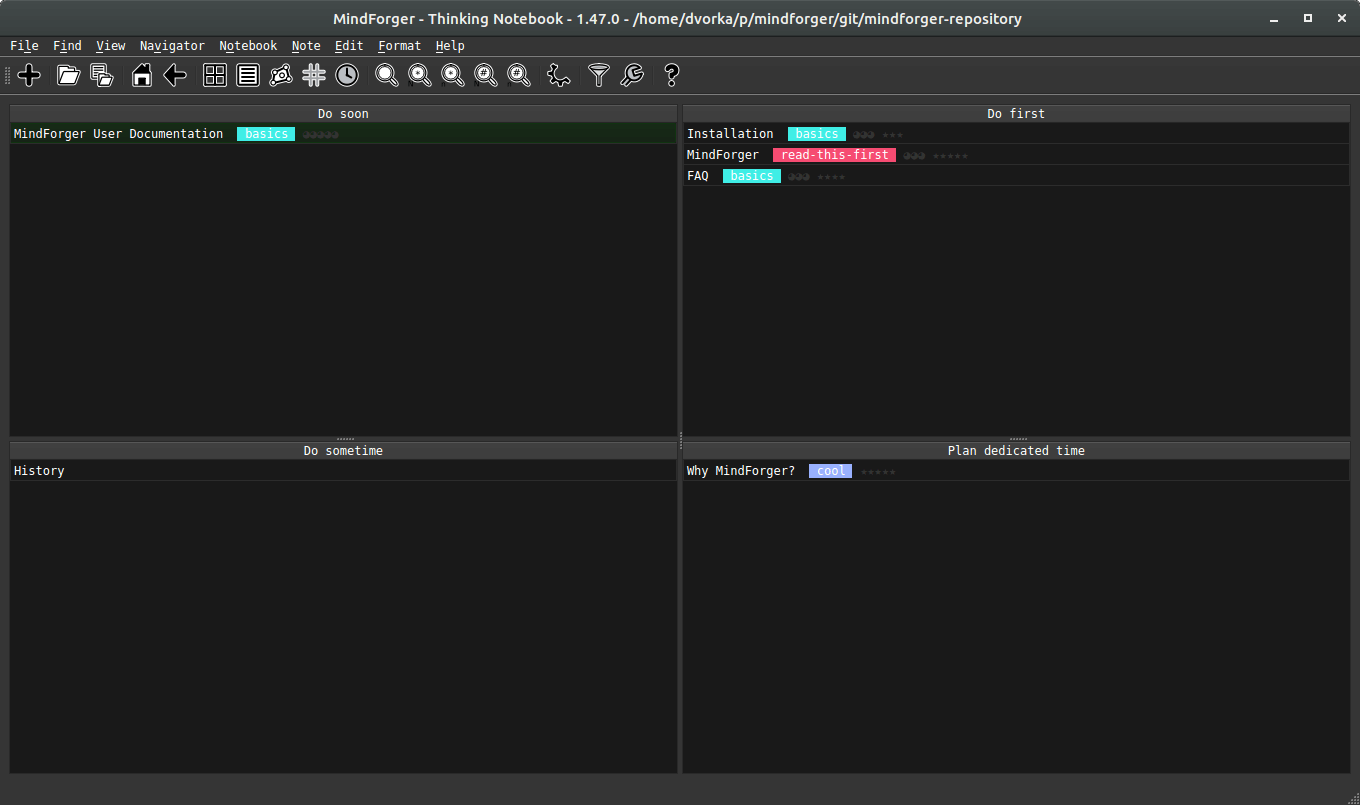 MindForger - Thinking Notebook - 1.47.0 - /home/dvorka/p/mindforger/git/mindforger-repository
File Find View Navigator Notebook Note Edit Format Help
Do soon
MindForger User Documentation basics
Do first
Installation basics
MindForger read-this-first
FAQ basics
Do sometime
History
Plan dedicated time
Why MindForger? cool